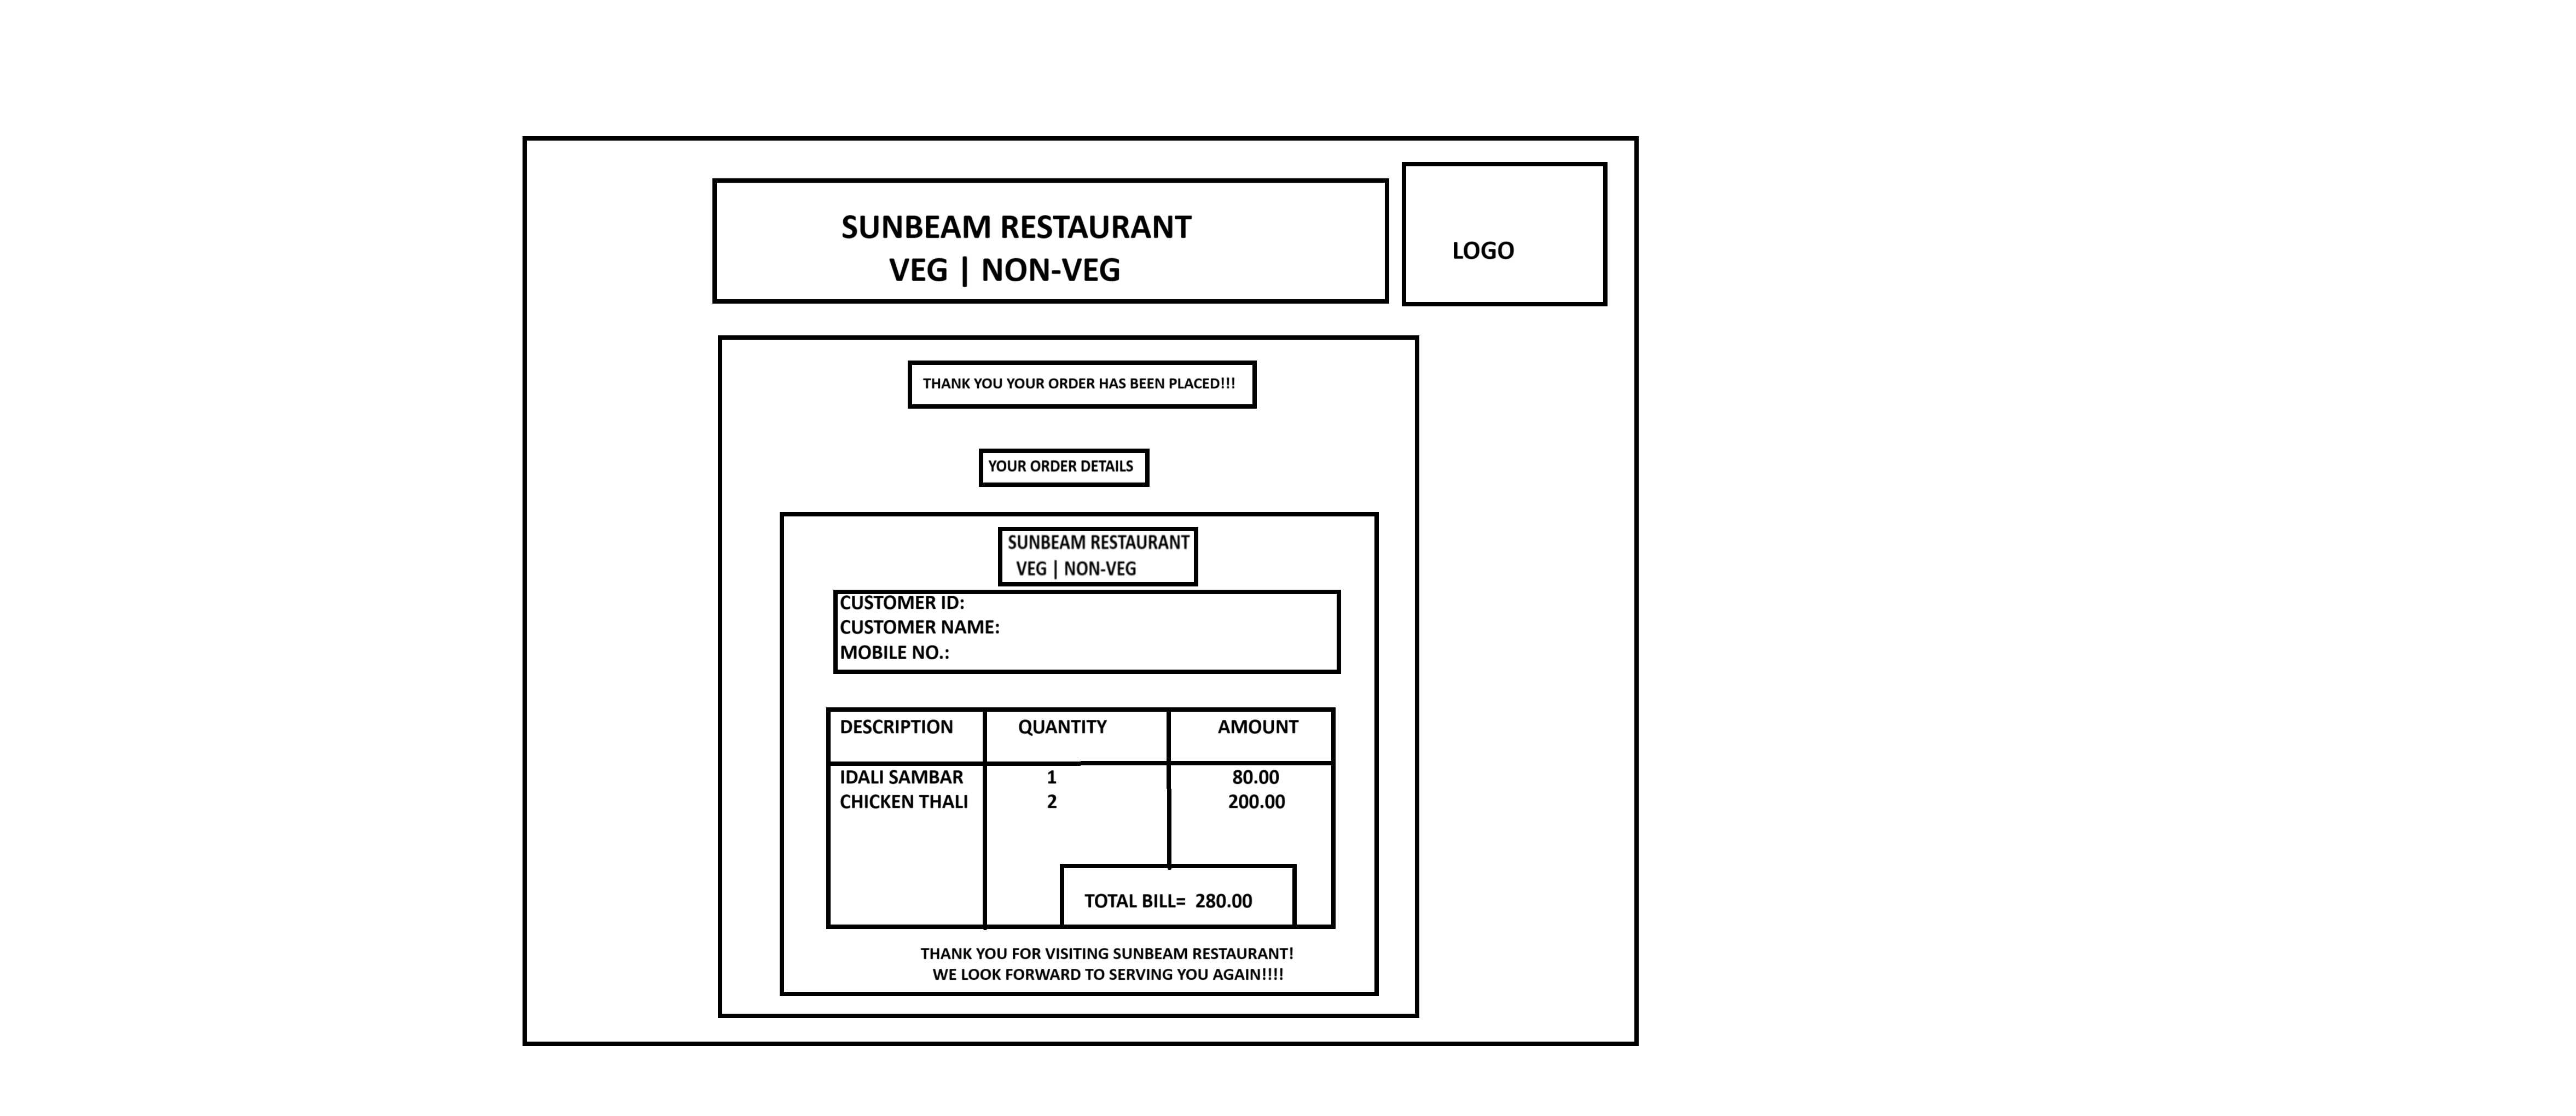 SUNBEAM RESTAURANT
VEG | NON-VEG
LOGO
THANK YOU YOUR ORDER HAS BEEN PLACED!!!
YOUR ORDER DETAILS
SUNBEAM RESTAURANT
VEG | NON-VEG
CUSTOMER ID:
CUSTOMER NAME:
MOBILE NO.:
DESCRIPTION QUANTITY AMOUNT
IDALI SAMBAR 1 80.00
CHICKEN THALI 2 200.00
TOTAL BILL= 280.00
THANK YOU FOR VISITING SUNBEAM RESTAURANT!
WE LOOK FORWARD TO SERVING YOU AGAIN!!!!